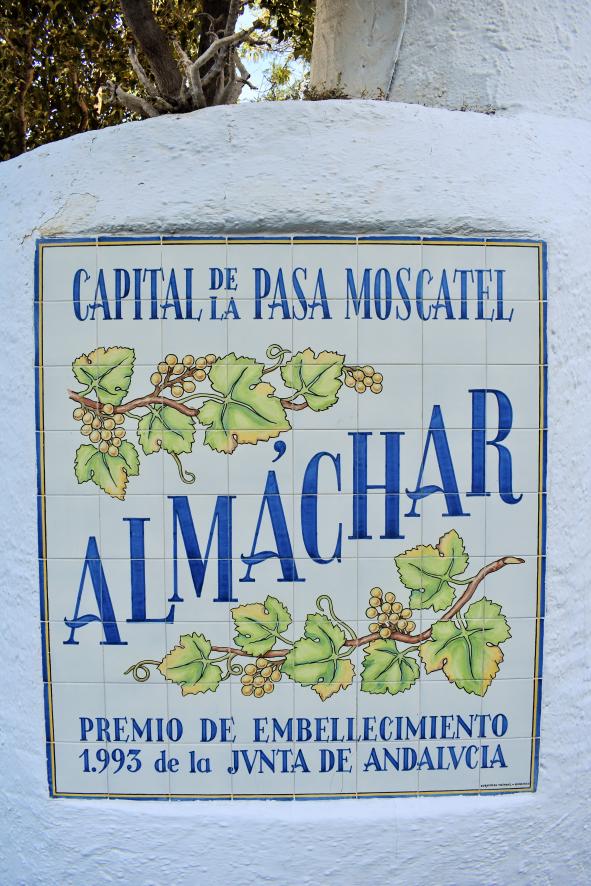 CAPITAL DE LA PASA MOSCATEL
ALMÁCHAR
PREMIO DE EMBELLECIMIENTO
1.993 de la JVNTA DE ANDALVCIA